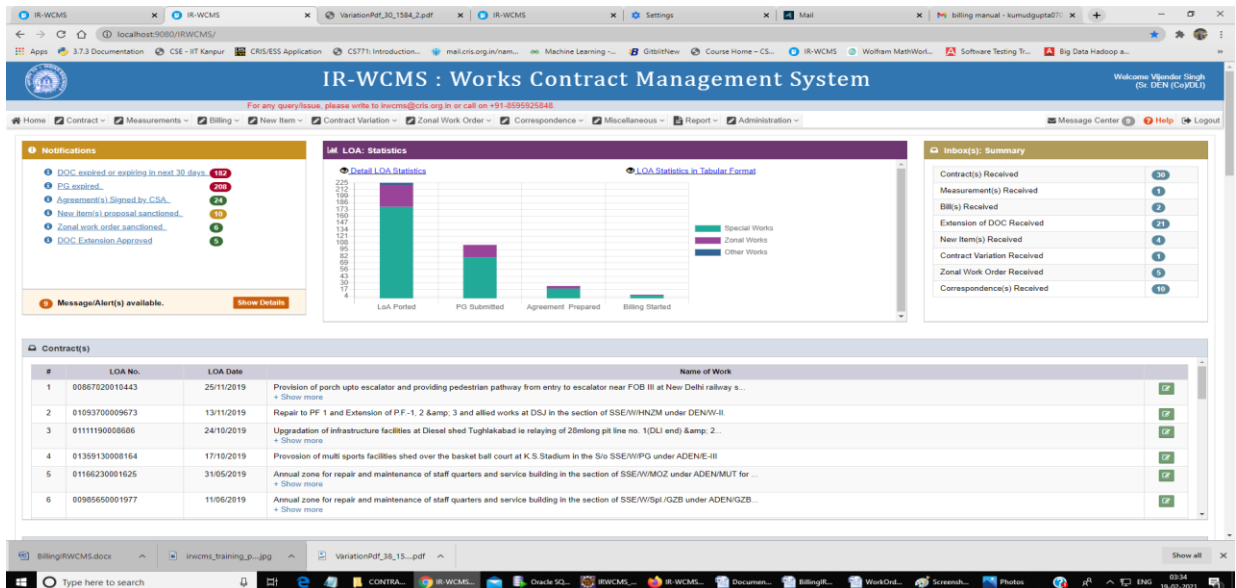 IR-WCMS
IR-WCMS
VariationPdf_30_1584_2.pdf
IR-WCMS
Settings
Mail
billing manual - kumudgupta07
localhost:9080/IRWCMS/
Apps
3.7.3 Documentation
CSE - IIT Kanpur
CRIS/ESS Application
CS771: Introduction...
mail.cris.org.in/nam...
Machine Learning -...
GitblitNew
Course Home – CS...
IR-WCMS
Wolfram MathWorl...
Software Testing Tr...
Big Data Hadoop a...
IR-WCMS : Works Contract Management System
Welcome Vijender Singh
(Sr. DEN (Co)/DLI)
For any query/issue, please write to irwcms@cris.org.in or call on +91-8595925848.
Home Contract Measurements Billing New Item Contract Variation Zonal Work Order Correspondence Miscellaneous Report Administration
Message Center Help Logout
Notifications
DOC expired or expiring in next 30 days. 182
PG expired. 208
Agreement(s) Signed by CSA. 24
New item(s) proposal sanctioned. 10
Zonal work order sanctioned. 6
DOC Extension Approved 5
9 Message/Alert(s) available. Show Details
LOA: Statistics
Detail LOA Statistics
LOA Statistics in Tabular Format
225
212
199
186
173
160
147
134
121
108
95
82
69
56
43
30
17
4
LoA Ported PG Submitted Agreement Prepared Billing Started
Special Works
Zonal Works
Other Works
Inbox(s): Summary
Contract(s) Received 30
Measurement(s) Received 1
Bill(s) Received 2
Extension of DOC Received 21
New Item(s) Received 4
Contract Variation Received 1
Zonal Work Order Received 5
Correspondence(s) Received 10
Contract(s)
# LOA No. LOA Date Name of Work
1 00867020010443 25/11/2019 Provision of porch upto escalator and providing pedestrian pathway from entry to escalator near FOB III at New Delhi railway s...
+ Show more
2 01093700009673 13/11/2019 Repair to PF 1 and Extension of P.F.-1, 2 &amp; 3 and allied works at DSJ in the section of SSE/W/HNZM under DEN/W-II.
3 01111190008686 24/10/2019 Upgradation of infrastructure facilities at Diesel shed Tughlakabad ie relaying of 28mlong pit line no. 1(DLI end) &amp; 2...
+ Show more
4 01359130008164 17/10/2019 Provosion of multi sports facilities shed over the basket ball court at K.S.Stadium in the S/o SSE/W/PG under ADEN/E-III
5 01166230001625 31/05/2019 Annual zone for repair and maintenance of staff quarters and service building in the section of SSE/W/MOZ under ADEN/MUT for ...
+ Show more
6 00985650001977 11/06/2019 Annual zone for repair and maintenance of staff quarters and service building in the section of SSE/W/Spl./GZB under ADEN/GZB...
+ Show more
BillingIRWCMS.docx
irwcms_training_p....jpg
VariationPdf_38_15....pdf
Show all
Type here to search
CONTRA...
IR-WCMS...
Oracle SQ...
IRWCMS_...
IR-WCMS...
Documen...
BillingIR...
WorkOrd...
Screensh...
Photos
ENG
03:34
19-02-2021